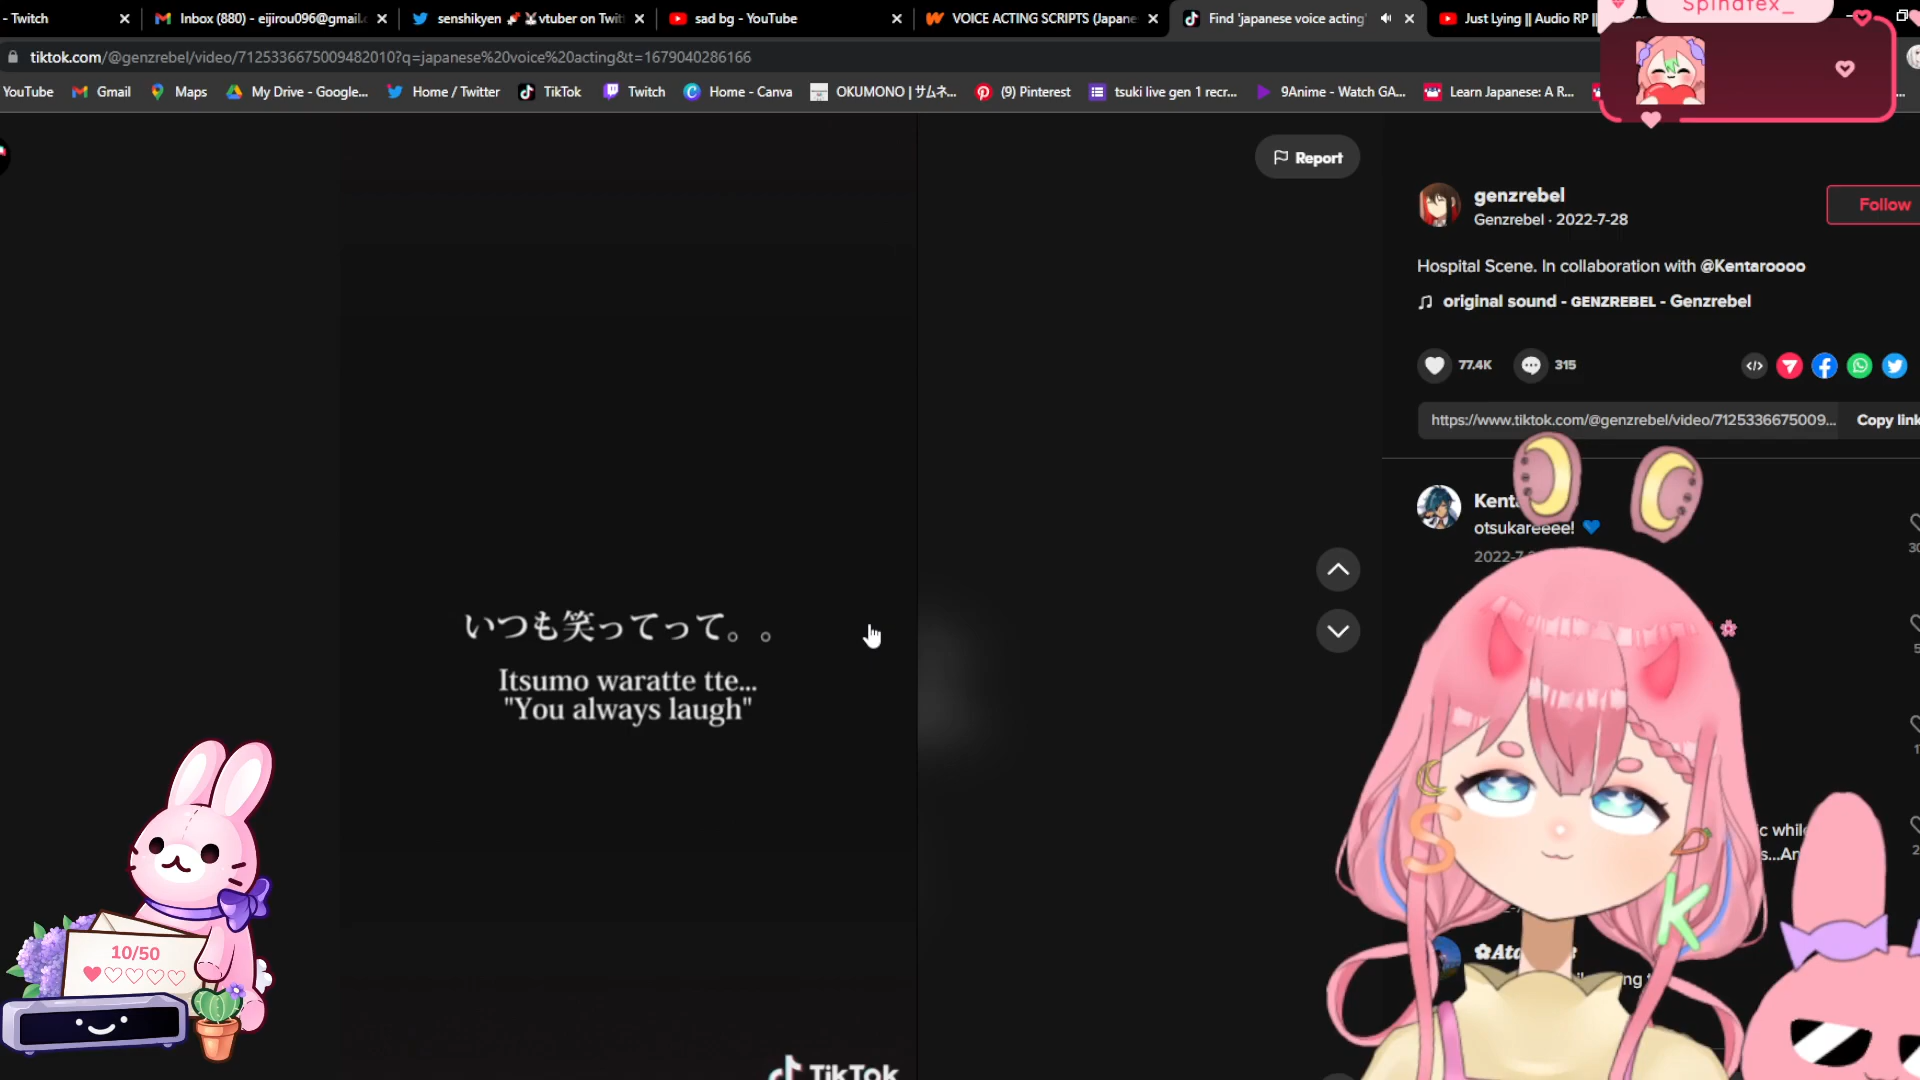 - Twitch
Inbox (880) - eijirou096@gmail.
senshikyen
vtuber on Twit
sad bg - YouTube
VOICE ACTING SCRIPTS (Japane
Find 'japanese voice acting'
Just Lying || Audio RP ||
Spinatex_
tiktok.com/@genzrebel/video/7125336675009482010?q=japanese%20voice%20acting&t=1679040286166
YouTube
Gmail
Maps
My Drive - Google...
Home / Twitter
TikTok
Twitch
Home - Canva
OKUMONO | サムネ...
(9) Pinterest
tsuki live gen 1 recr...
9Anime - Watch GA...
Learn Japanese: A R...
Report
genzrebel
Genzrebel · 2022-7-28
Follow
Hospital Scene. In collaboration with @Kentaroooo
original sound - GENZREBEL - Genzrebel
77.4K
315
https://www.tiktok.com/@genzrebel/video/7125336675009...
Copy link
otsukareeee!
いつも笑ってって。。
Itsumo waratte tte...
"You always laugh"
10/50
S
K
TikTok